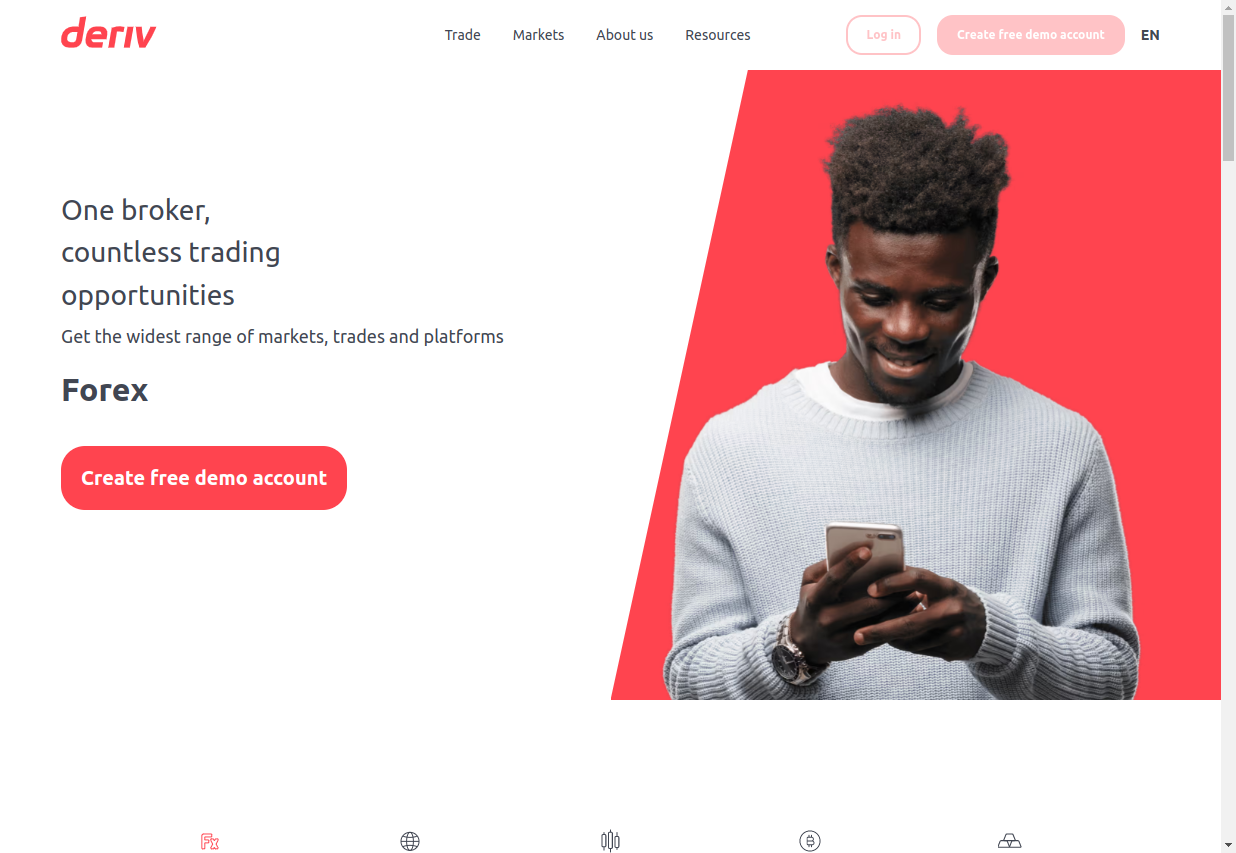 deriv
Trade
Markets
About us
Resources
Log in
Create free demo account
EN
One broker,
countless trading
opportunities
Get the widest range of markets, trades and platforms
Forex
Create free demo account
Fx